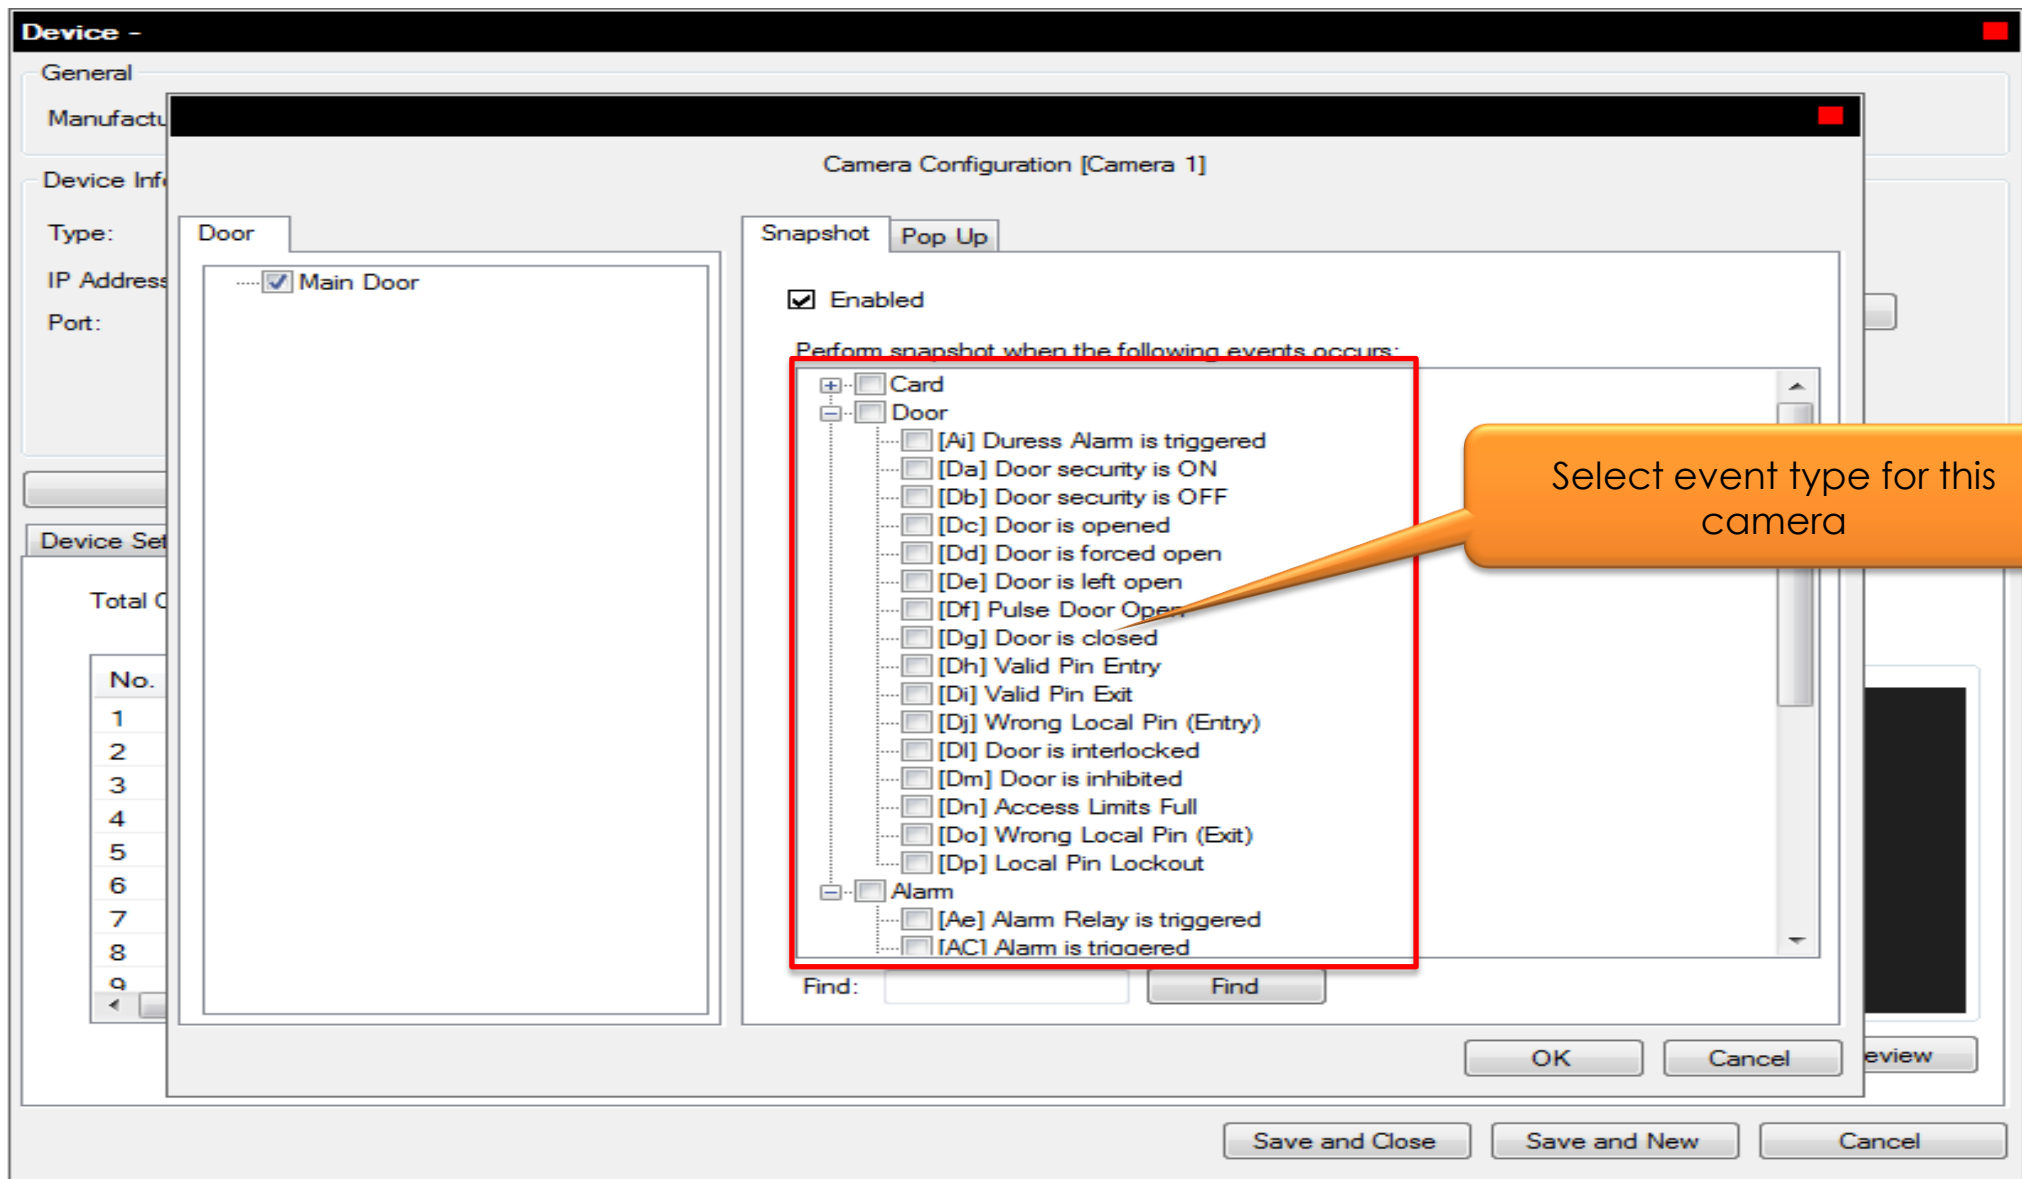 Device -
General
Manufactu
Camera Configuration [Camera 1]
Device Inf
Type:
Door
Snapshot
Pop Up
IP Address
Main Door
Enabled
Port:
Perform snapshot when the following events occurs:
Card
Door
[Ai] Duress Alarm is triggered
[Da] Door security is ON
[Db] Door security is OFF
[Dc] Door is opened
[Dd] Door is forced open
[De] Door is left open
[Df] Pulse Door Open
[Dg] Door is closed
[Dh] Valid Pin Entry
[Di] Valid Pin Exit
[Dj] Wrong Local Pin (Entry)
[Dl] Door is interlocked
[Dm] Door is inhibited
[Dn] Access Limits Full
[Do] Wrong Local Pin (Exit)
[Dp] Local Pin Lockout
Alarm
[Ae] Alarm Relay is triggered
[AC] Alarm is triggered
Select event type for this
camera
Device Set
Total C
No.
1
2
3
4
5
6
7
8
9
Find:
Find
OK
Cancel
eview
Save and Close
Save and New
Cancel